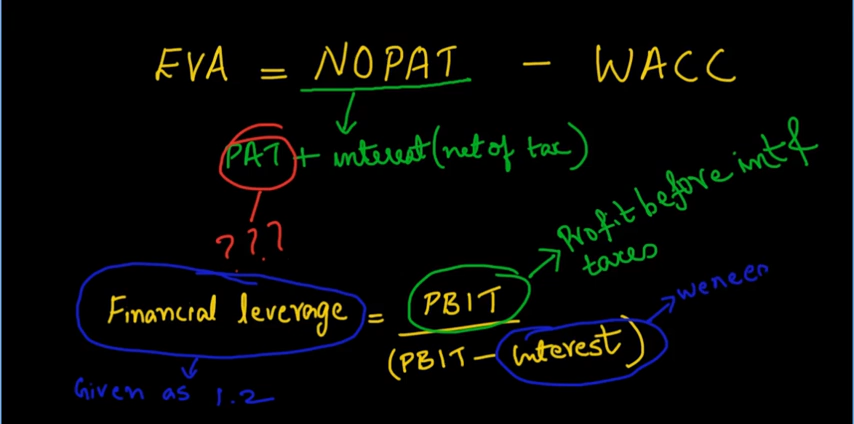 EVA = NOPAT - WACC
PAT + interest (net of tax)
???
Profit before int &
taxes
Financial leverage = PBIT
(PBIT - interest)
weneen
Given as 1.2